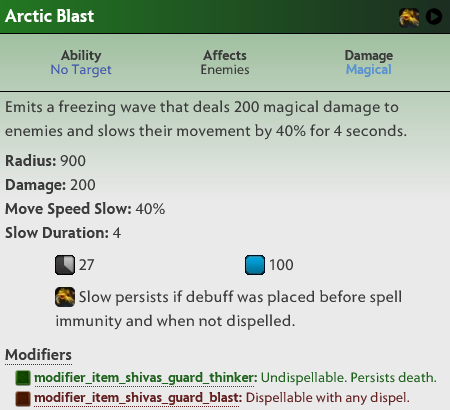 Arctic Blast
Ability
No Target
Affects
Enemies
Damage
Magical
Emits a freezing wave that deals 200 magical damage to
enemies and slows their movement by 40% for 4 seconds.
Radius: 900
Damage: 200
Move Speed Slow: 40%
Slow Duration: 4
27
100
Slow persists if debuff was placed before spell
immunity and when not dispelled.
Modifiers
modifier_item_shivas_guard_thinker: Undispellable. Persists death.
modifier_item_shivas_guard_blast: Dispellable with any dispel.